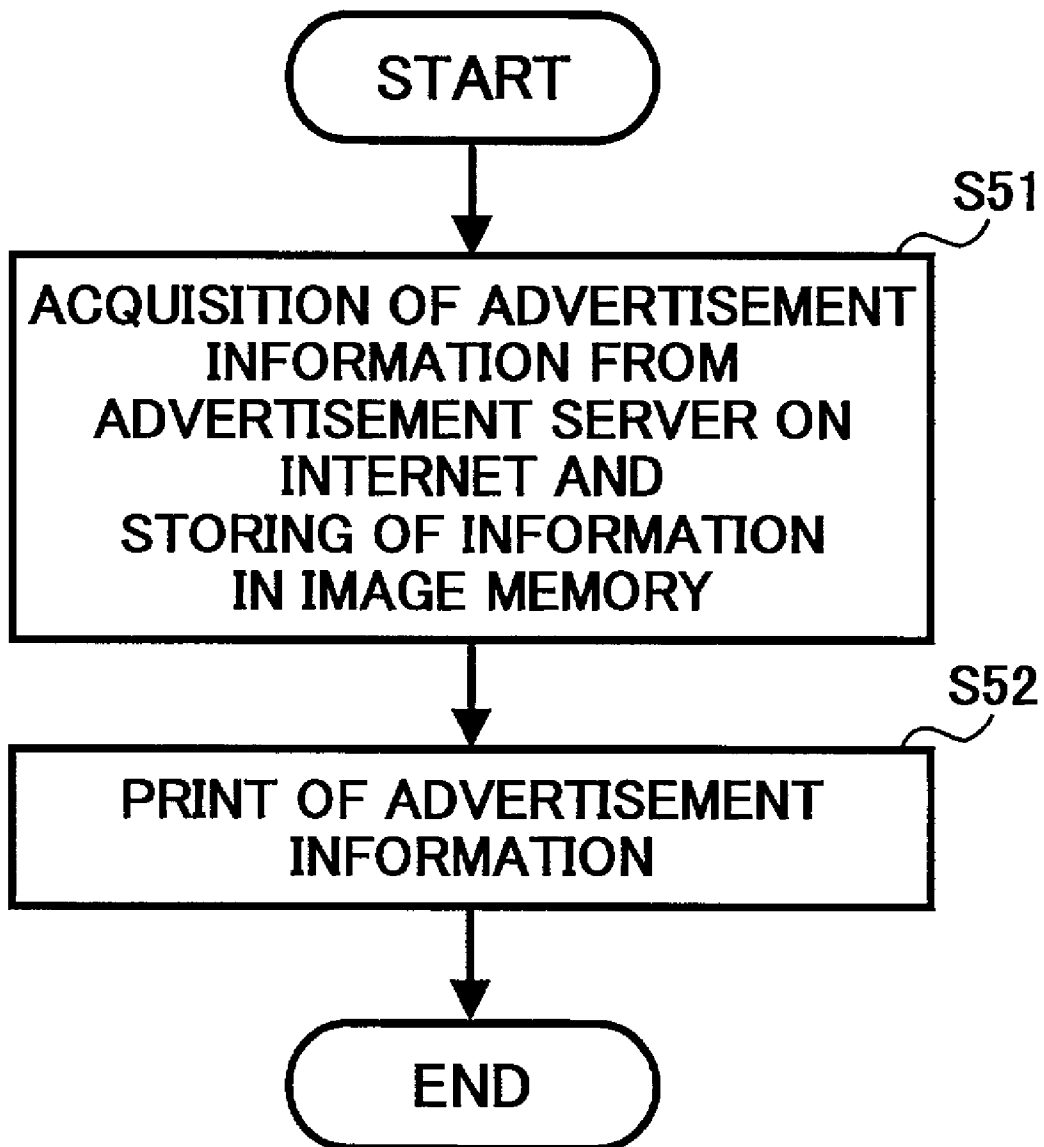 START
S51
ACQUISITION OF ADVERTISEMENT
INFORMATION FROM
ADVERTISEMENT SERVER ON
INTERNET AND
STORING OF INFORMATION
IN IMAGE MEMORY
S52
PRINT OF ADVERTISEMENT
INFORMATION
END